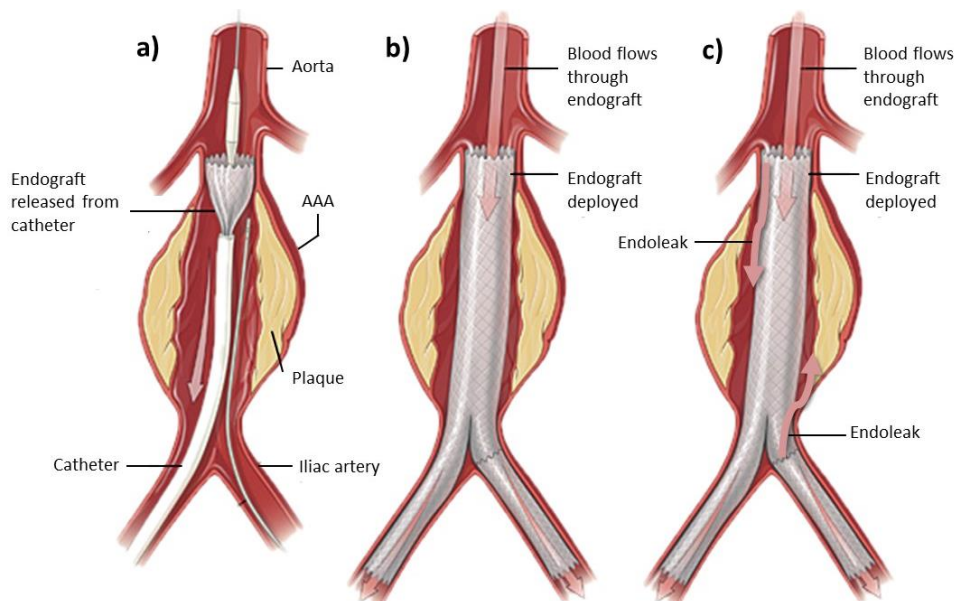 a)
Aorta
Endograft
released from
catheter
AAA
Plaque
Catheter
Iliac artery
b)
Blood flows
through
endograft
Endograft
deployed
c)
Blood flows
through
endograft
Endograft
deployed
Endoleak
Endoleak